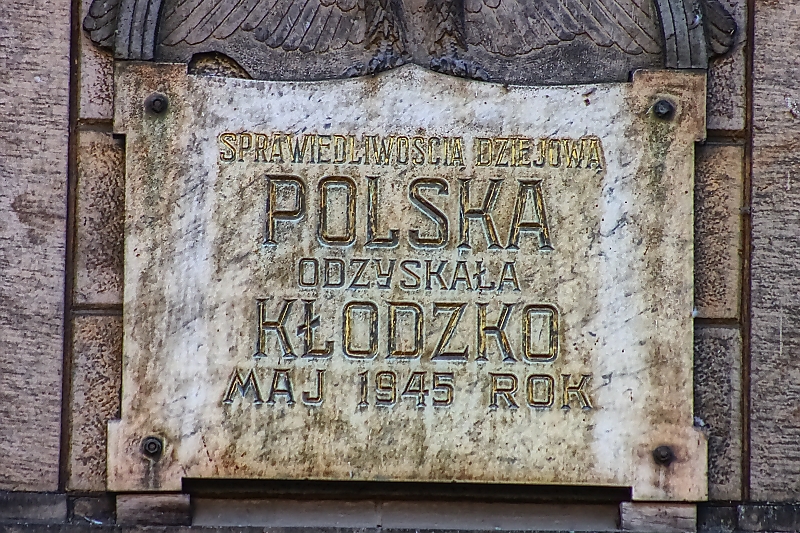 SPRAWIEDLIWOŚCIĄ DZIEJOWĄ
POLSKA
ODZYSKAŁA
KŁODZKO
MAJ 1945 ROK